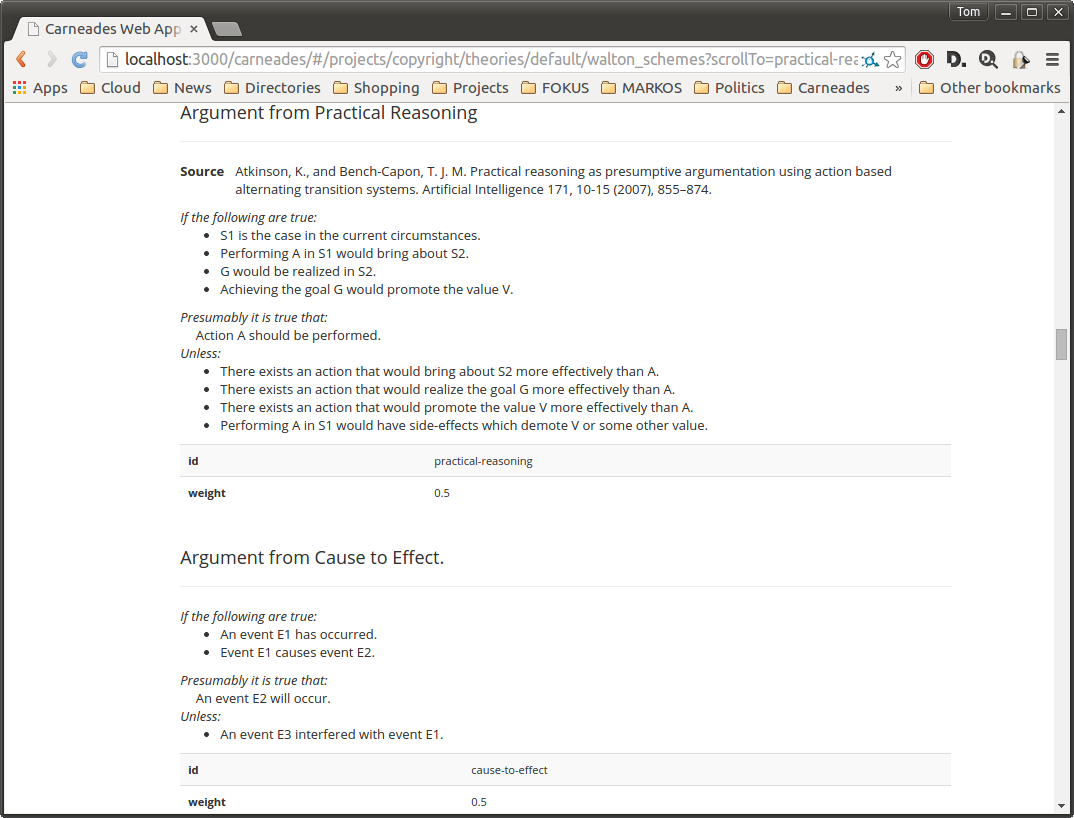 Tom
Carneades Web App
localhost:3000/carneades/#/projects/copyright/theories/default/walton_schemes?scrollTo=practical-rea
Apps Cloud News Directories Shopping Projects FOKUS MARKOS Politics Carneades » Other bookmarks
Argument from Practical Reasoning
Source Atkinson, K., and Bench-Capon, T. J. M. Practical reasoning as presumptive argumentation using action based
alternating transition systems. Artificial Intelligence 171, 10-15 (2007), 855–874.
If the following are true:
• S1 is the case in the current circumstances.
• Performing A in S1 would bring about S2.
• G would be realized in S2.
• Achieving the goal G would promote the value V.
Presumably it is true that:
Action A should be performed.
Unless:
• There exists an action that would bring about S2 more effectively than A.
• There exists an action that would realize the goal G more effectively than A.
• There exists an action that would promote the value V more effectively than A.
• Performing A in S1 would have side-effects which demote V or some other value.
id practical-reasoning
weight 0.5
Argument from Cause to Effect.
If the following are true:
• An event E1 has occurred.
• Event E1 causes event E2.
Presumably it is true that:
An event E2 will occur.
Unless:
• An event E3 interfered with event E1.
id cause-to-effect
weight 0.5